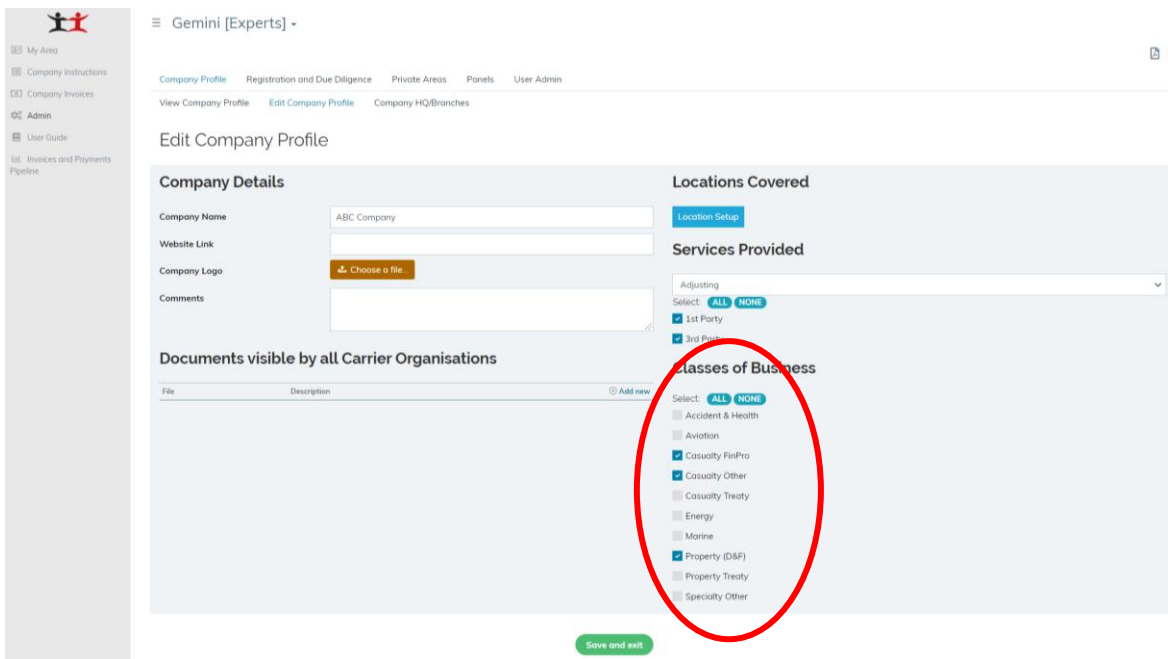 Gemini [Experts]
My Area
Company Instructions
Company Invoices
Admin
User Guide
Invoices and Payments
Pipeline
Company Profile Registration and Due Diligence Private Areas Panels User Admin
View Company Profile Edit Company Profile Company HQ/Branches
Edit Company Profile
Company Details
Company Name ABC Company
Website Link
Company Logo Choose a file..
Comments
Documents visible by all Carrier Organisations
File Description Add new
Locations Covered
Location Setup
Services Provided
Adjusting
Select: ALL NONE
1st Party
3rd Party
Classes of Business
Select: ALL NONE
Accident & Health
Aviation
Casualty FinPro
Casualty Other
Casualty Treaty
Energy
Marine
Property (D&F)
Property Treaty
Specialty Other
Save and exit